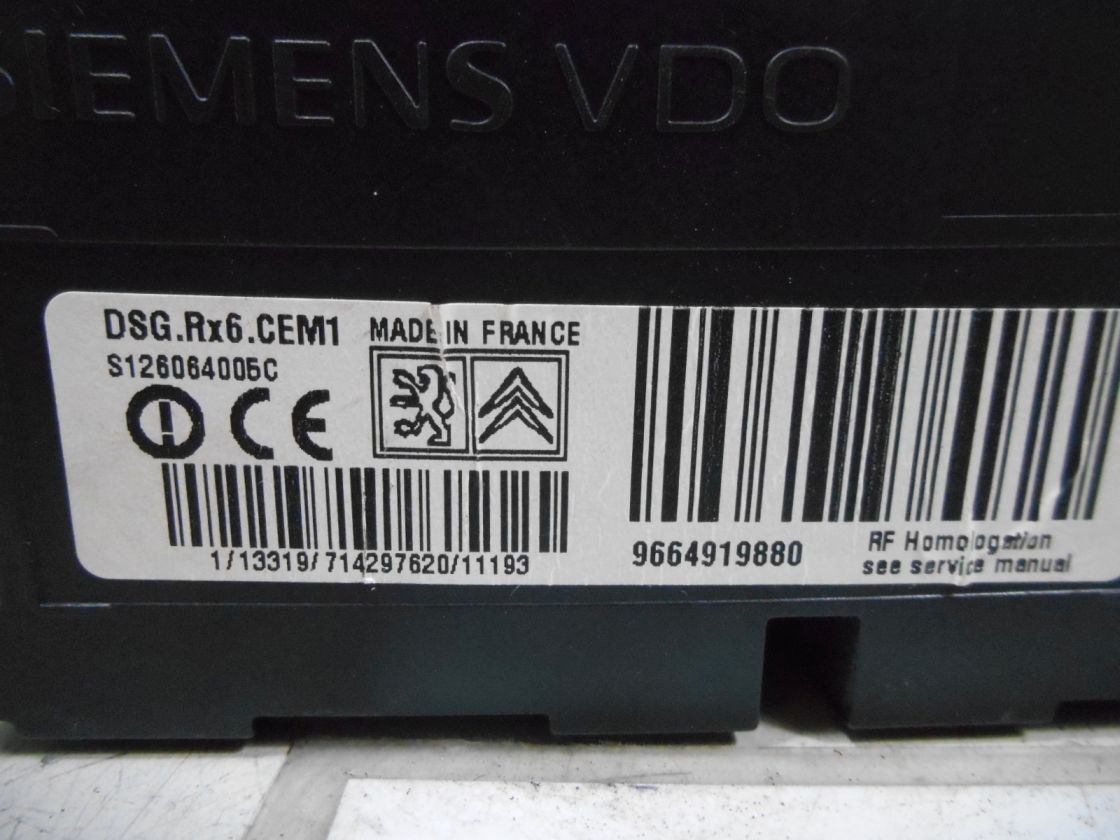 SIEMENS VDO
DSG.Rx6.CEM1 MADE IN FRANCE
S126064005C
CE
1/13319/714297620/11193
9664919880
RF Homologation
see service manual